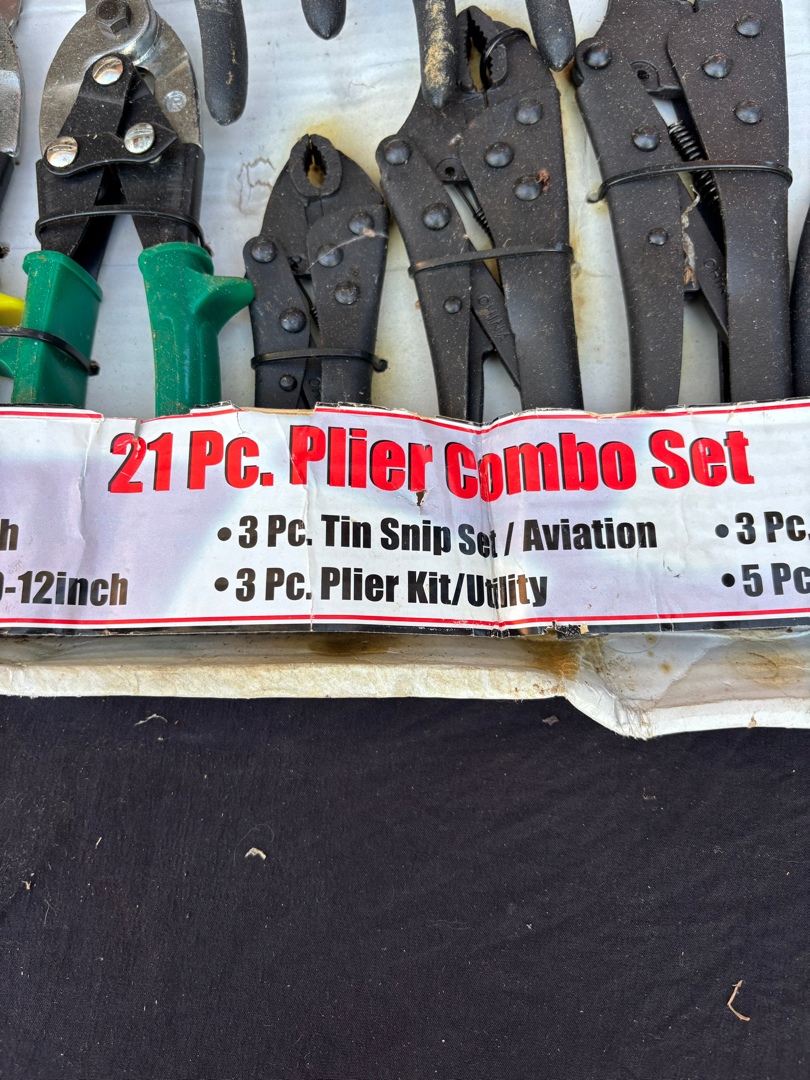 21 Pc. Plier Combo Set
h • 3 Pc. Tin Snip Set / Aviation • 3 Pc.
-12inch • 3 Pc. Plier Kit/Utility • 5 Pc